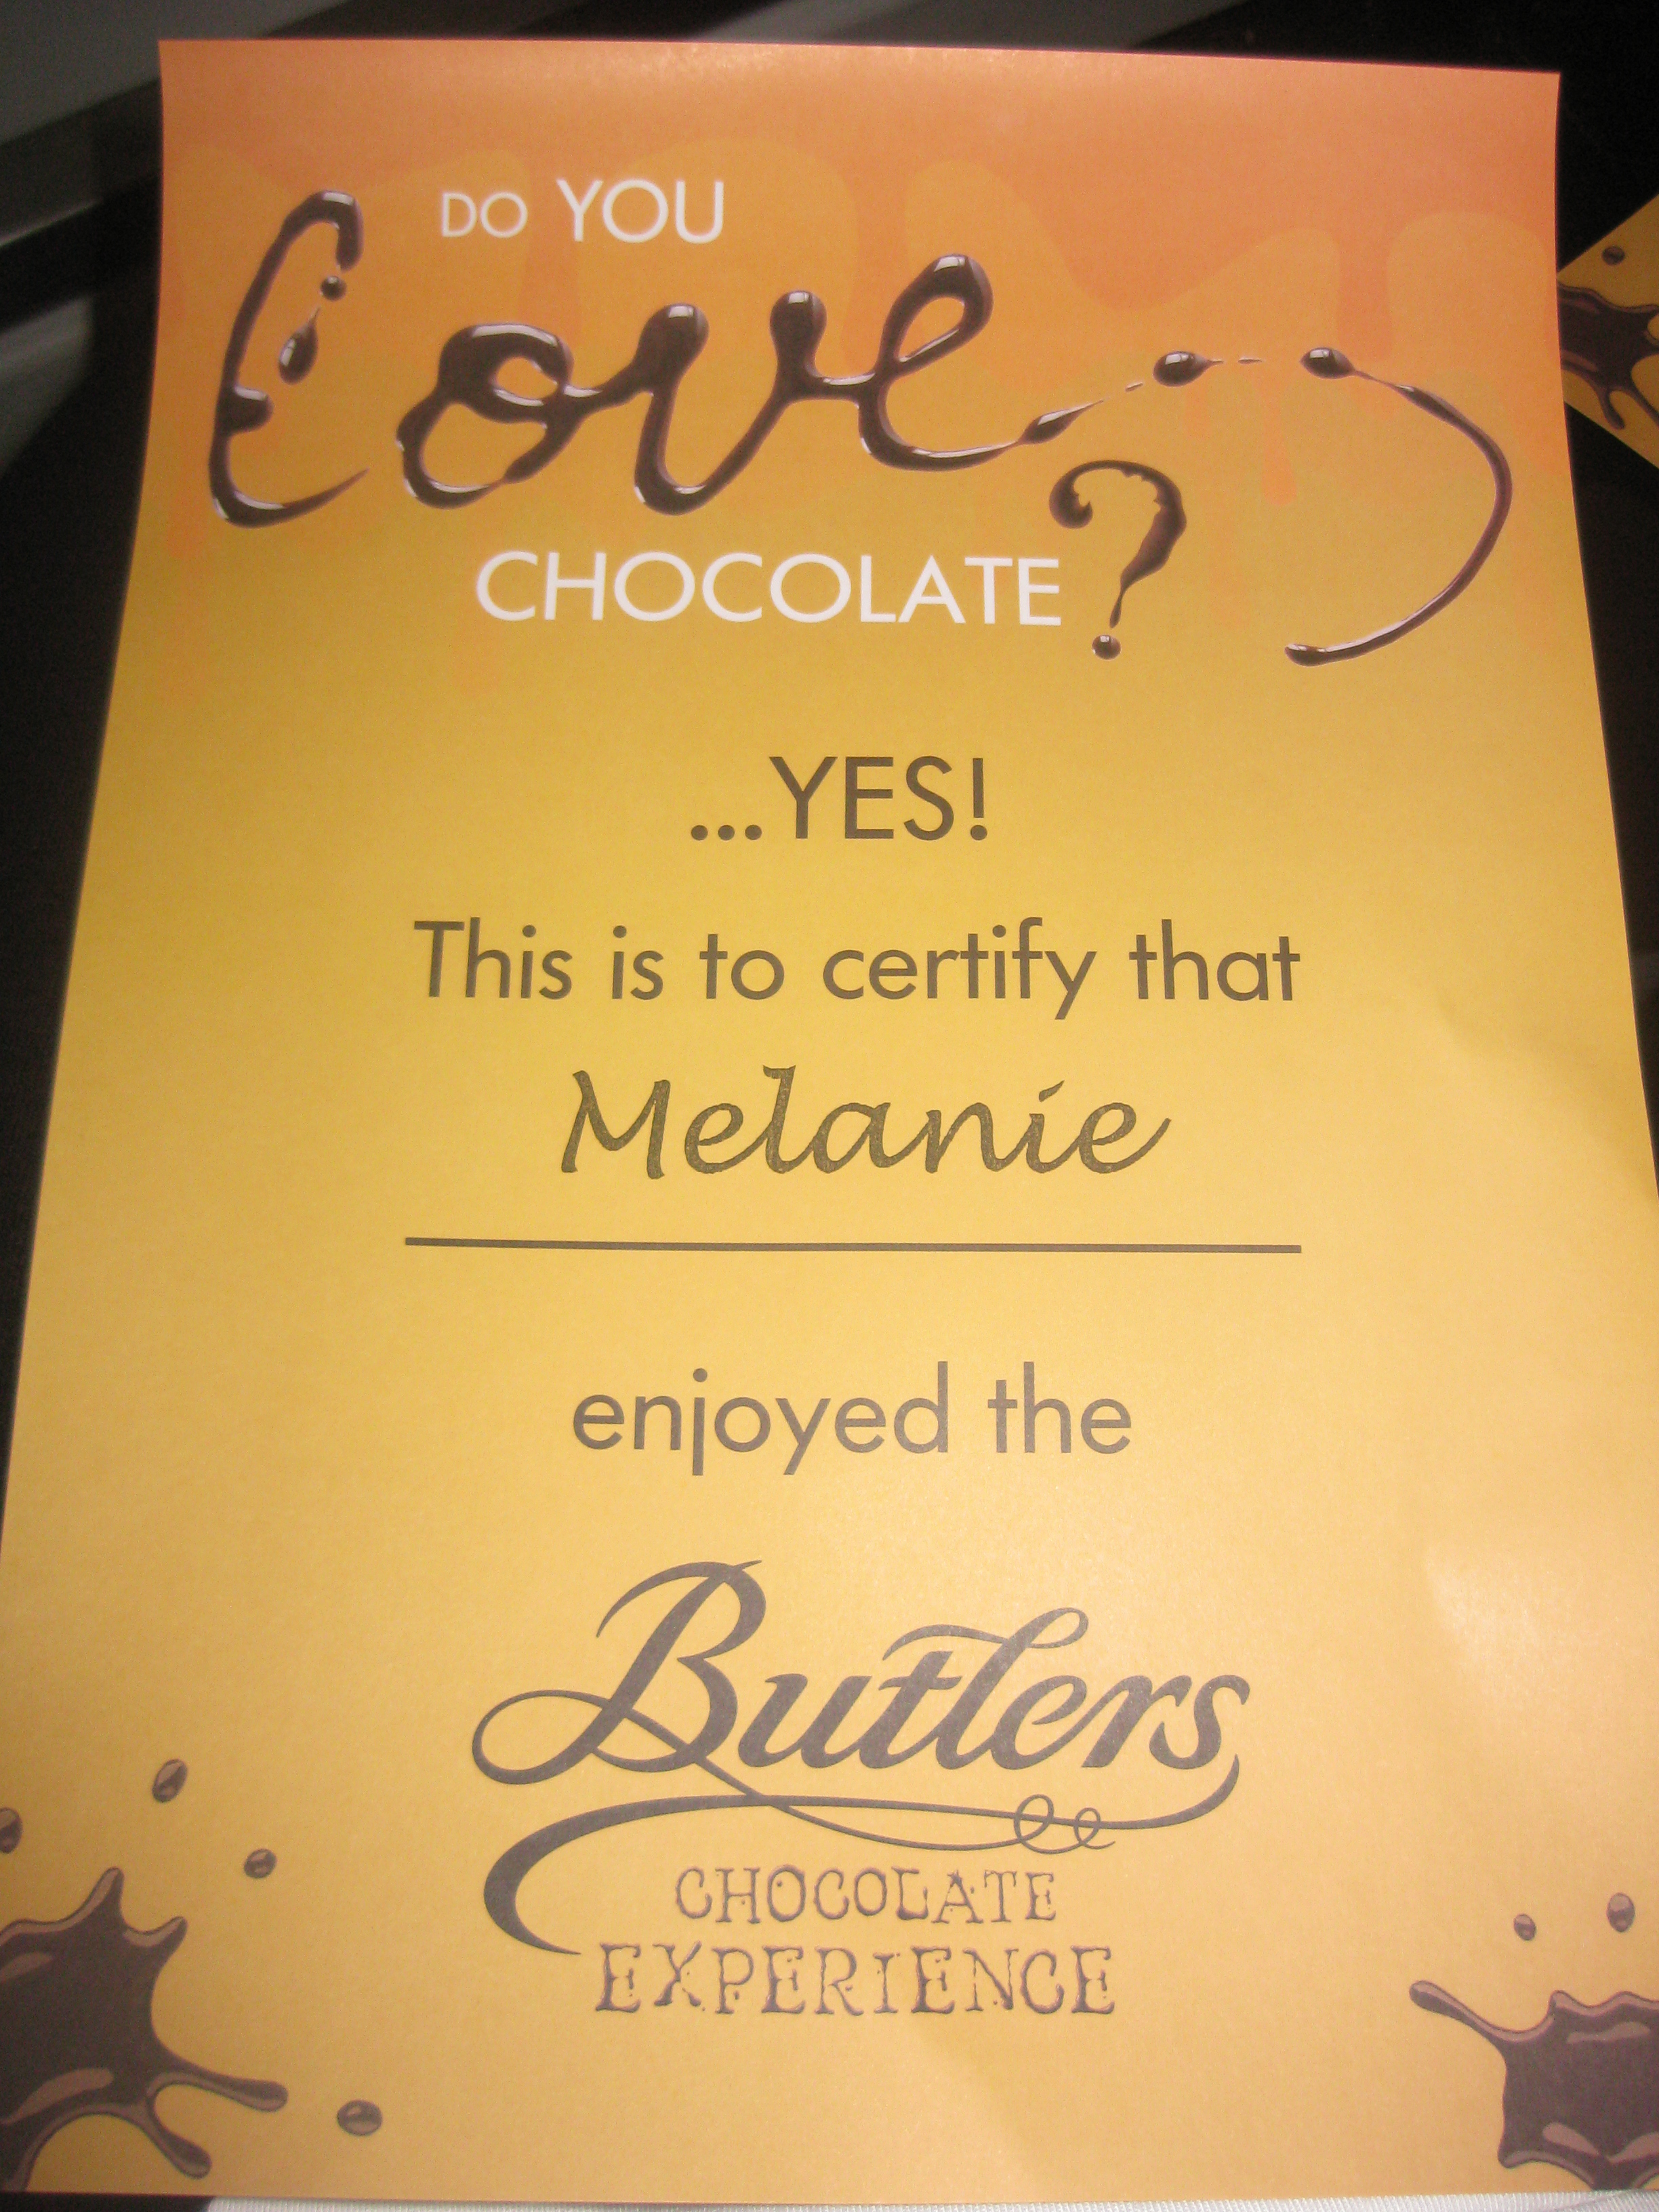 DO YOU
Love
CHOCOLATE?
...YES!
This is to certify that
Melanie
enjoyed the
Butlers
CHOCOLATE
EXPERIENCE